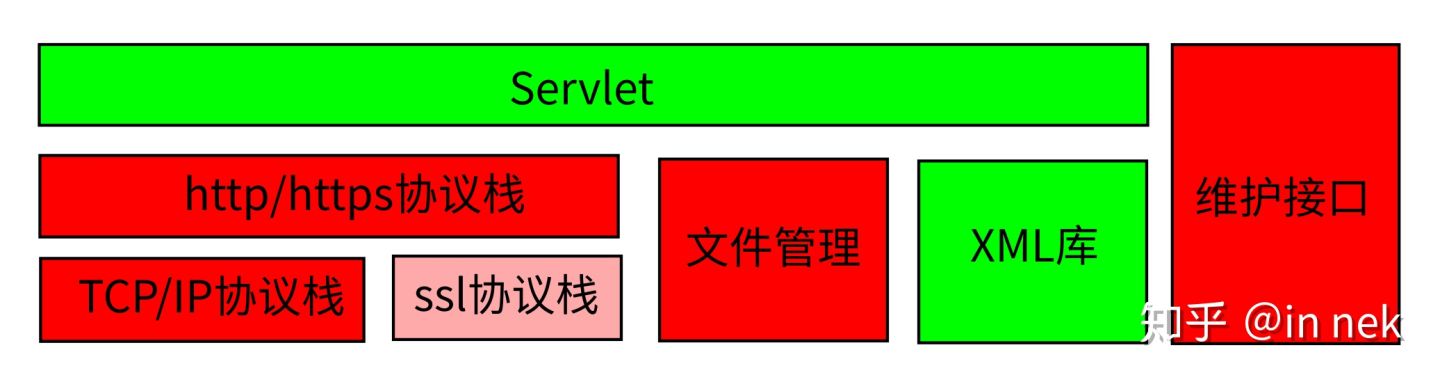 Servlet
http/https协议栈
TCP/IP协议栈
ssl协议栈
文件管理
XML库
维护接口
知乎 @in nek